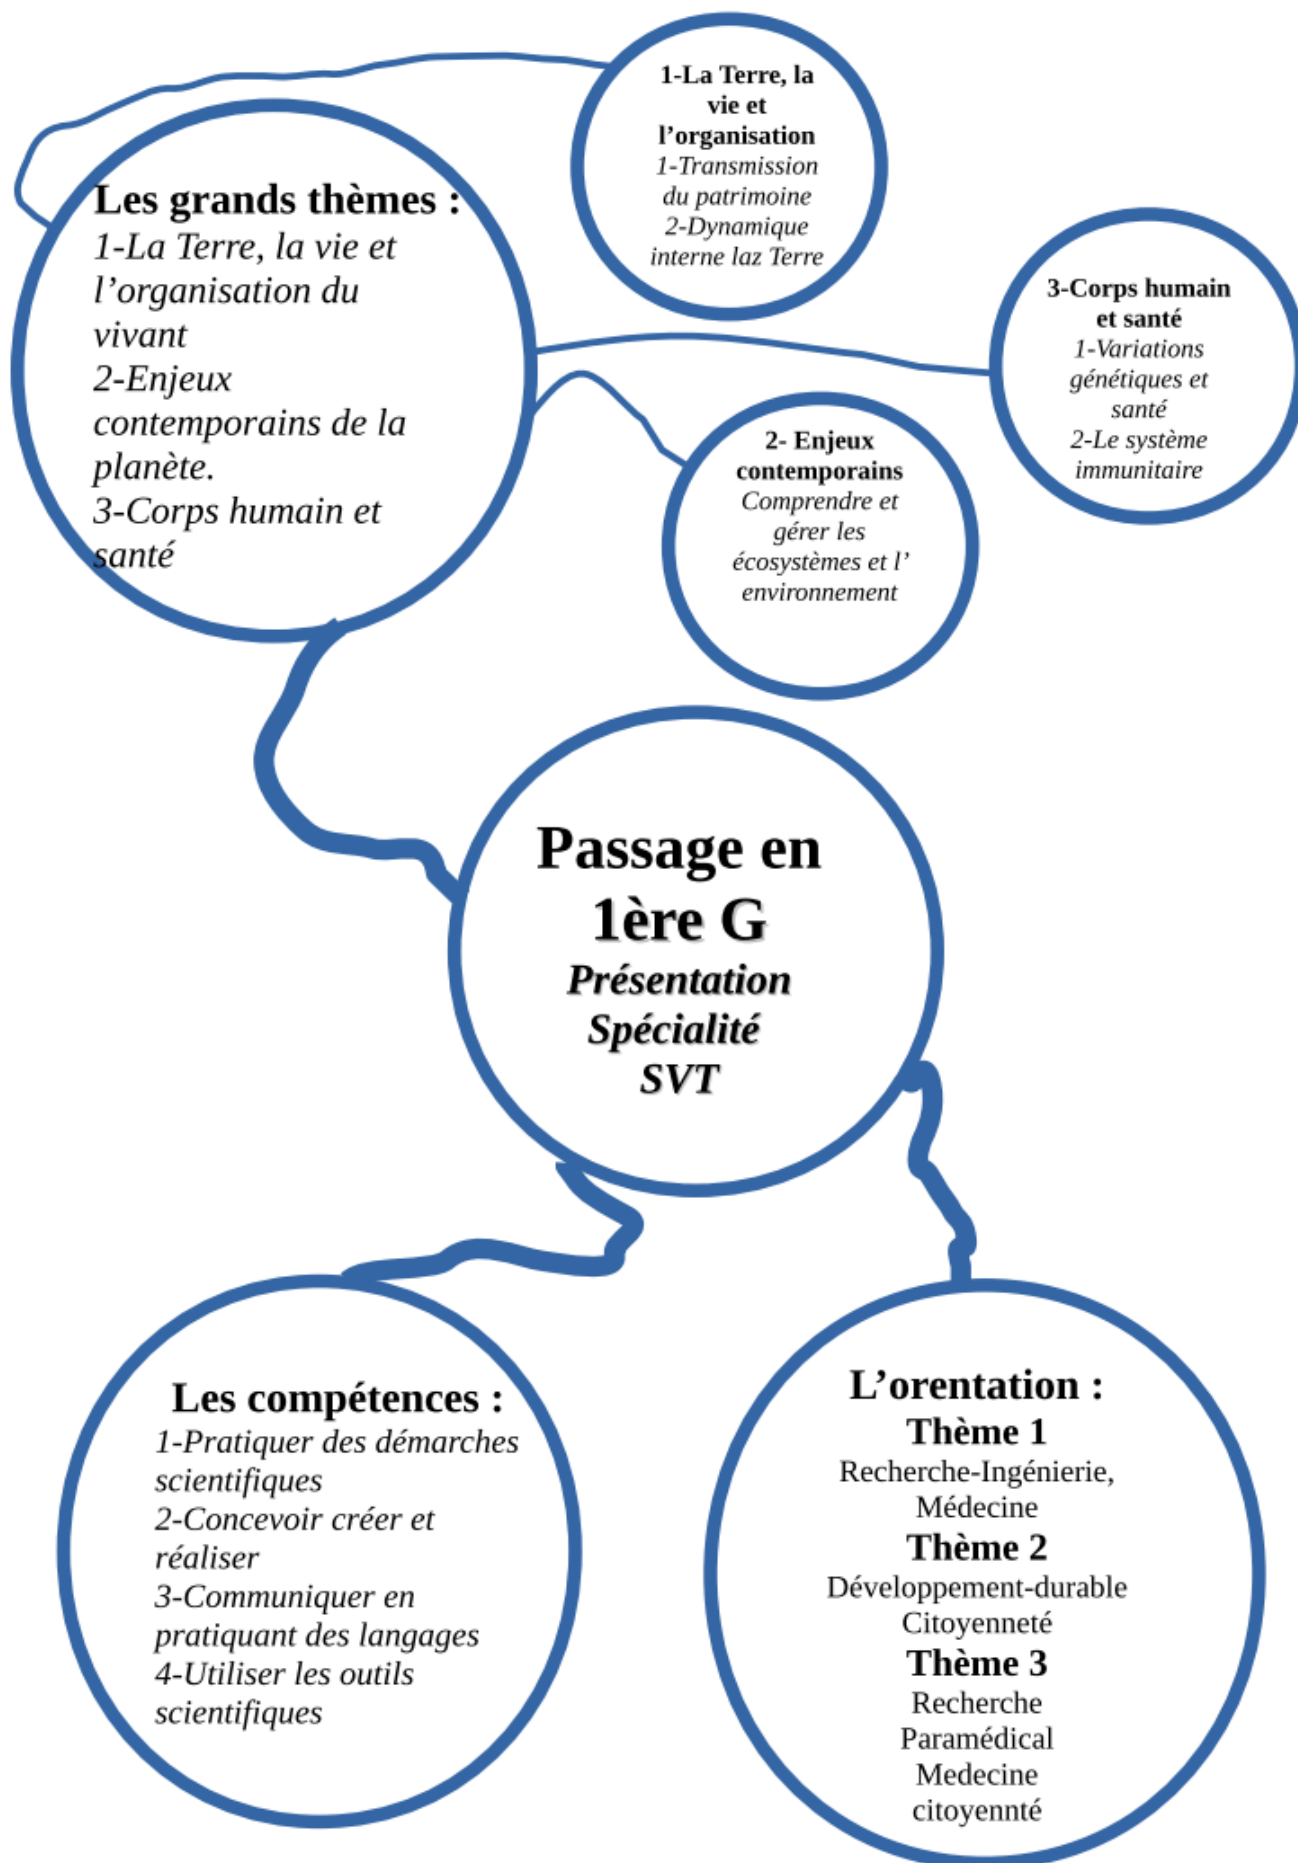 1-La Terre, la
vie et
l’organisation
1-Transmission
du patrimoine
2-Dynamique
interne laz Terre
Les grands thèmes :
1-La Terre, la vie et
l’organisation du
vivant
2-Enjeux
contemporains de la
planète.
3-Corps humain et
santé
3-Corps humain
et santé
1-Variations
génétiques et
santé
2-Le système
immunitaire
2- Enjeux
contemporains
Comprendre et
gérer les
écosystèmes et l’
environnement
Passage en
1ère G
Présentation
Spécialité
SVT
Les compétences :
1-Pratiquer des démarches
scientifiques
2-Concevoir créer et
réaliser
3-Communiquer en
pratiquant des langages
4-Utiliser les outils
scientifiques
L’orentation :
Thème 1
Recherche-Ingénierie,
Médecine
Thème 2
Développement-durable
Citoyenneté
Thème 3
Recherche
Paramédical
Medecine
citoyennté